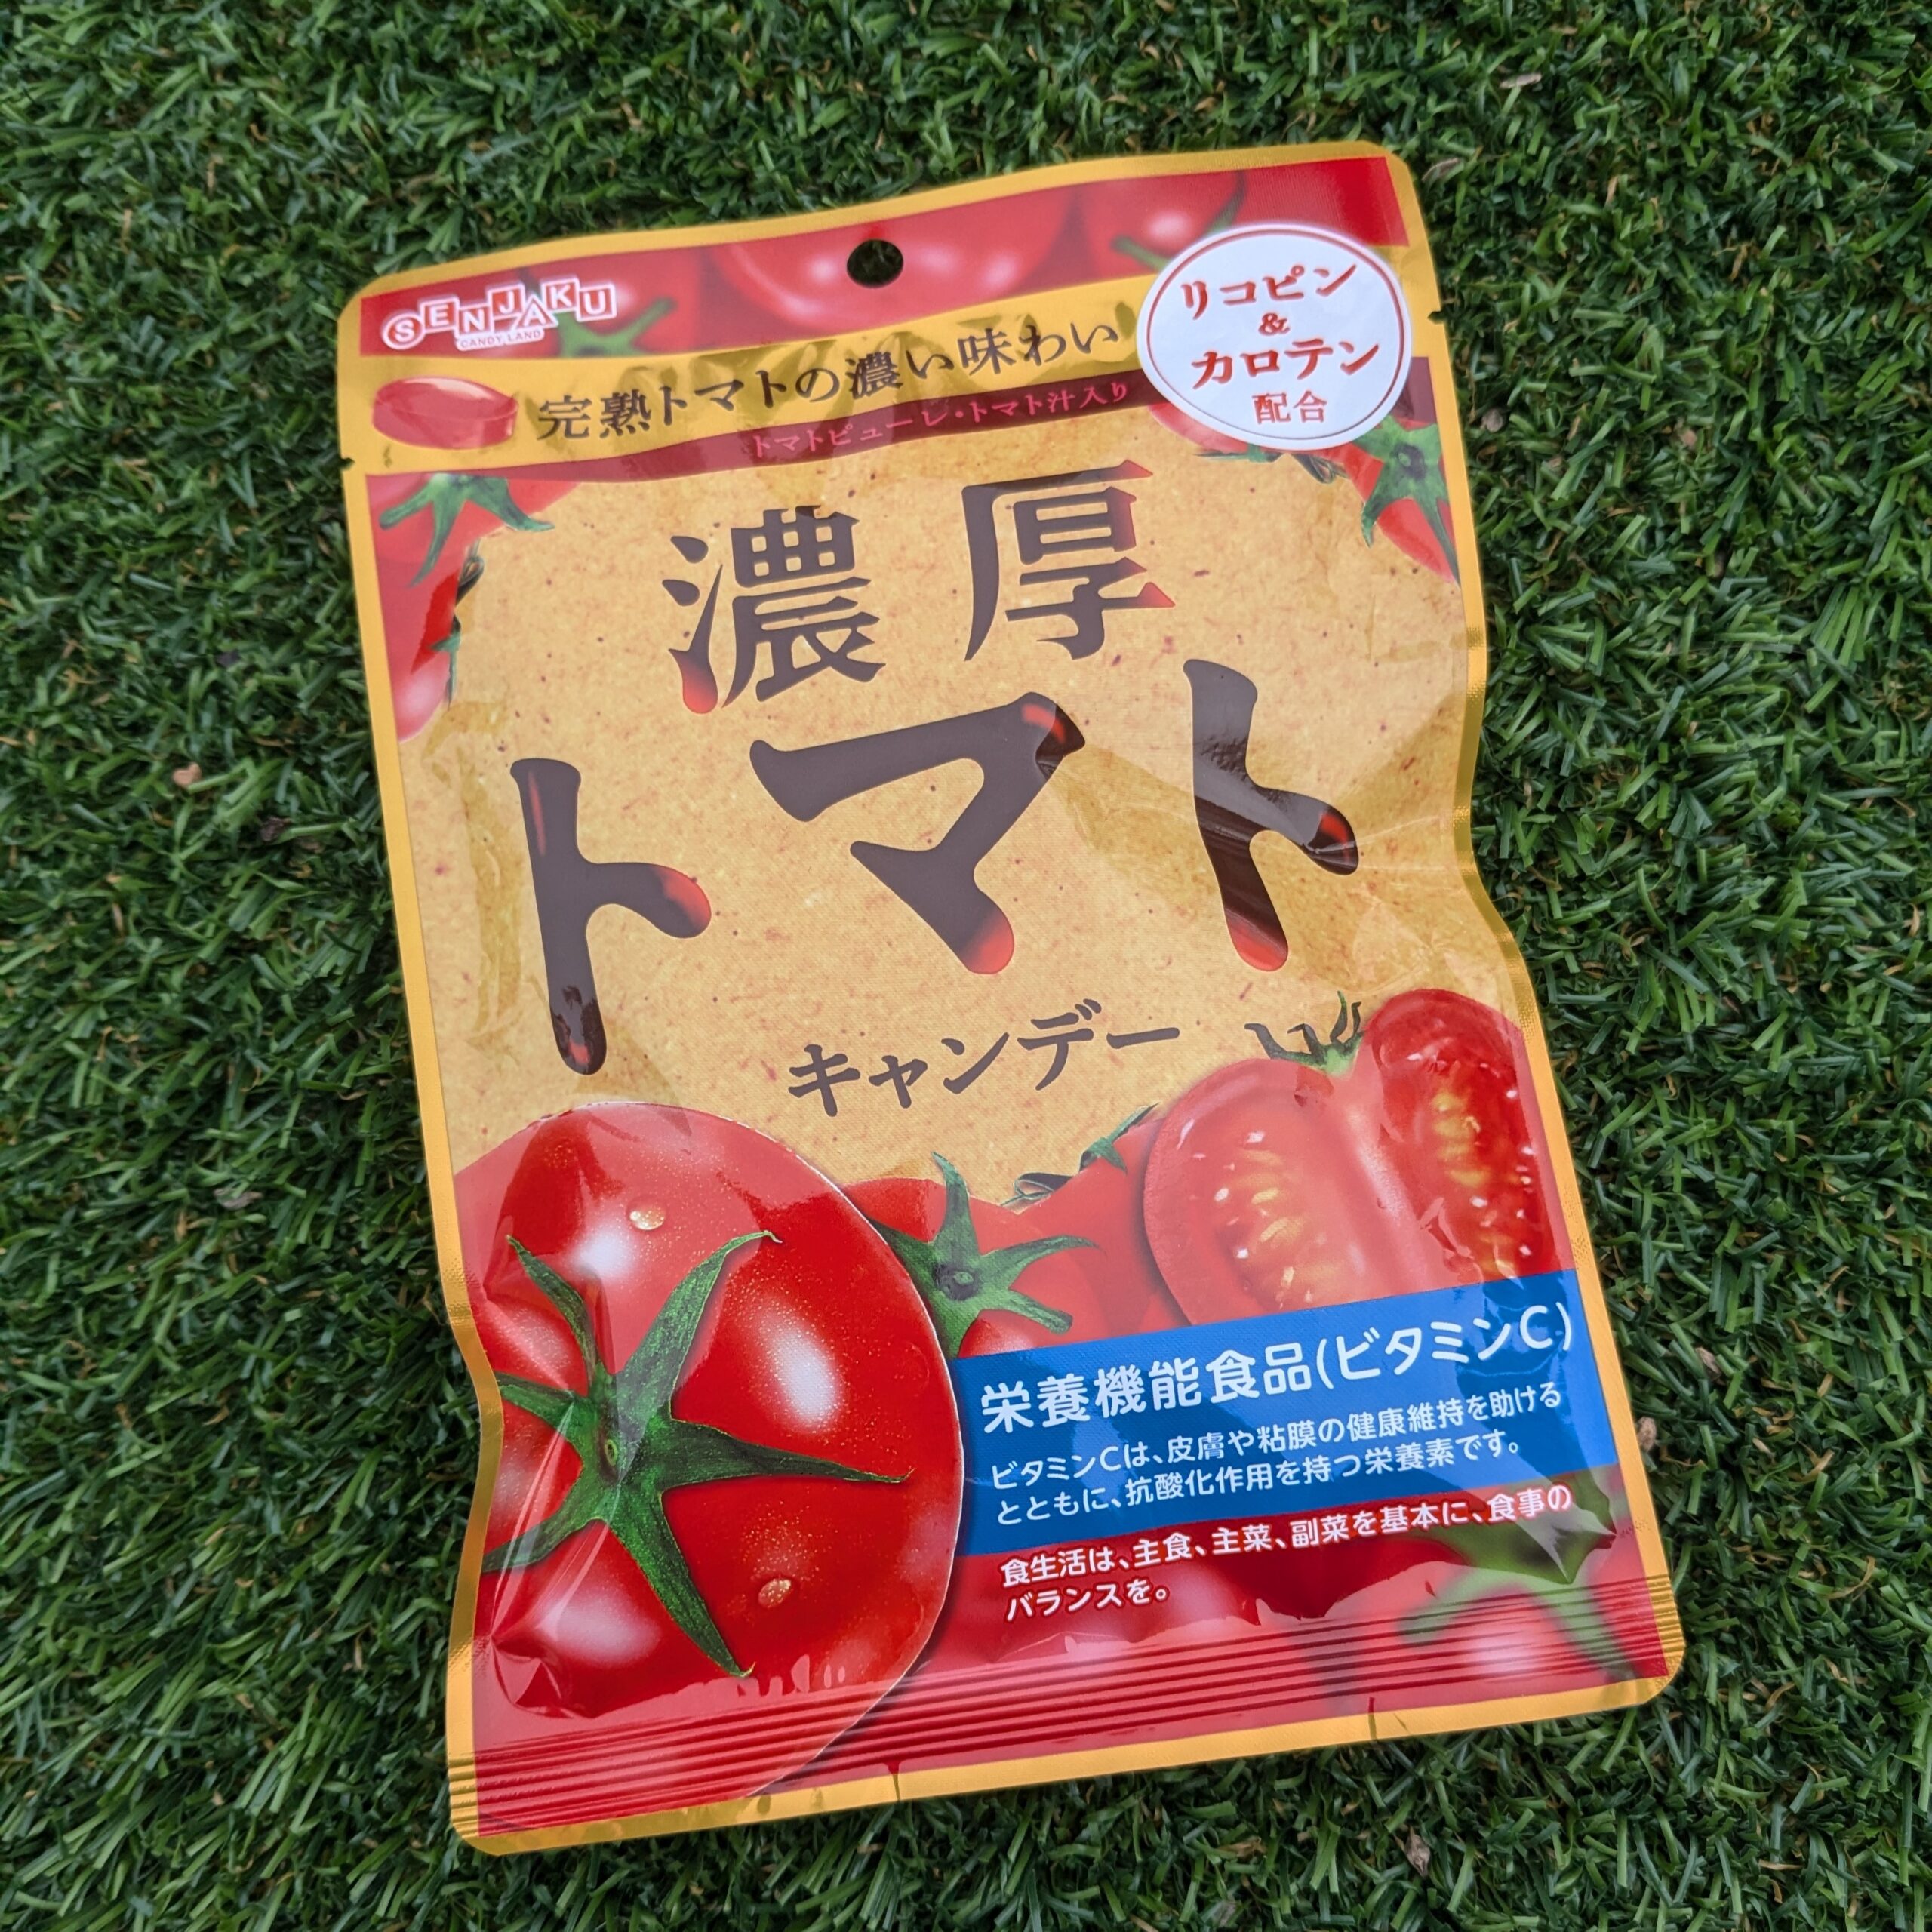 SENJAKU
CANDY LAND
リコピン
&
カロテン
配合
完熟トマトの濃い味わい
トマトピューレ・トマト汁入り
濃厚
トマト
キャンデー
栄養機能食品(ビタミンC)
ビタミンCは、皮膚や粘膜の健康維持を助ける
とともに、抗酸化作用を持つ栄養素です。
食生活は、主食、主菜、副菜を基本に、食事の
バランスを。